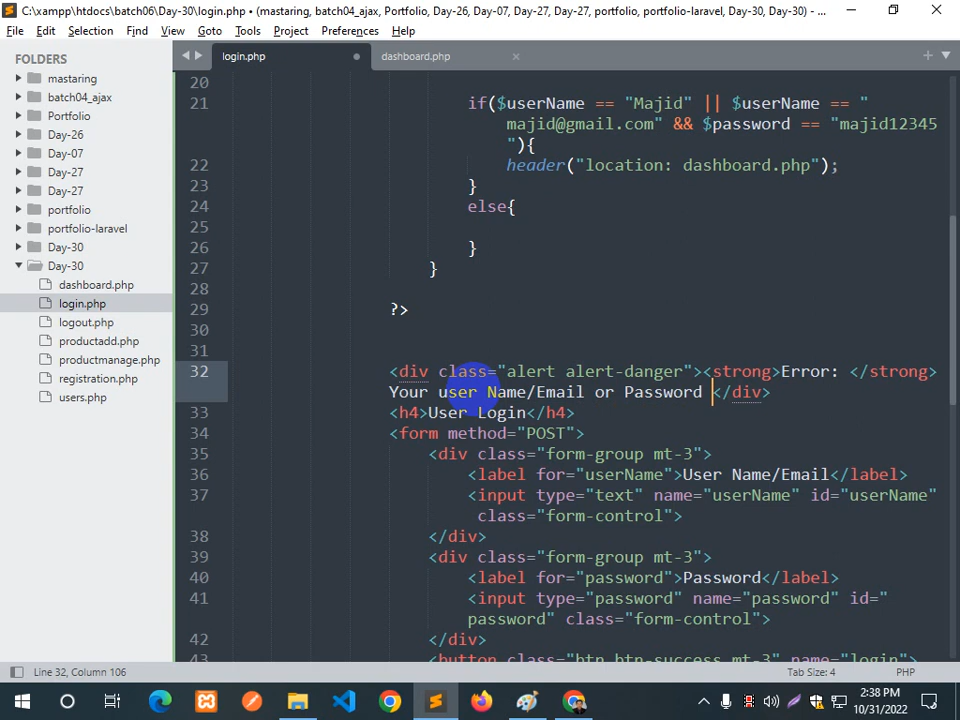 C:\xampp\htdocs\batch06\Day-30\login.php • (mastaring, batch04_ajax, Portfolio, Day-26, Day-07, Day-27, Day-27, portfolio, portfolio-laravel, Day-30, Day-30) - ...
File Edit Selection Find View Goto Tools Project Preferences Help
FOLDERS
mastaring
batch04_ajax
Portfolio
Day-26
Day-07
Day-27
Day-27
portfolio
portfolio-laravel
Day-30
Day-30
dashboard.php
login.php
logout.php
productadd.php
productmanage.php
registration.php
users.php
login.php dashboard.php
20
21 if($userName == "Majid" || $userName == "
majid@gmail.com" && $password == "majid12345
"){
22 header("location: dashboard.php");
23 }
24 else{
25
26 }
27 }
28
29 ?>
30
31
32 <div class="alert alert-danger"><strong>Error: </strong>
Your user Name/Email or Password </div>
33 <h4>User Login</h4>
34 <form method="POST">
35 <div class="form-group mt-3">
36 <label for="userName">User Name/Email</label>
37 <input type="text" name="userName" id="userName"
class="form-control">
38 </div>
39 <div class="form-group mt-3">
40 <label for="password">Password</label>
41 <input type="password" name="password" id="
password" class="form-control">
42 </div>
43 <button class="btn btn-success mt-3" name="login">
Line 32, Column 106 Tab Size: 4 PHP
2:38 PM
10/31/2022